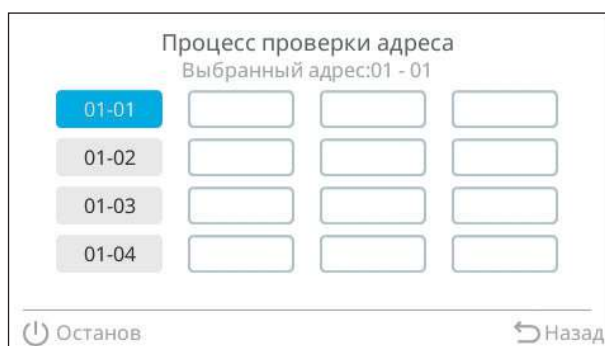 Процесс проверки адреса
Выбранный адрес:01 - 01
01-01
01-02
01-03
01-04
Останов
Назад